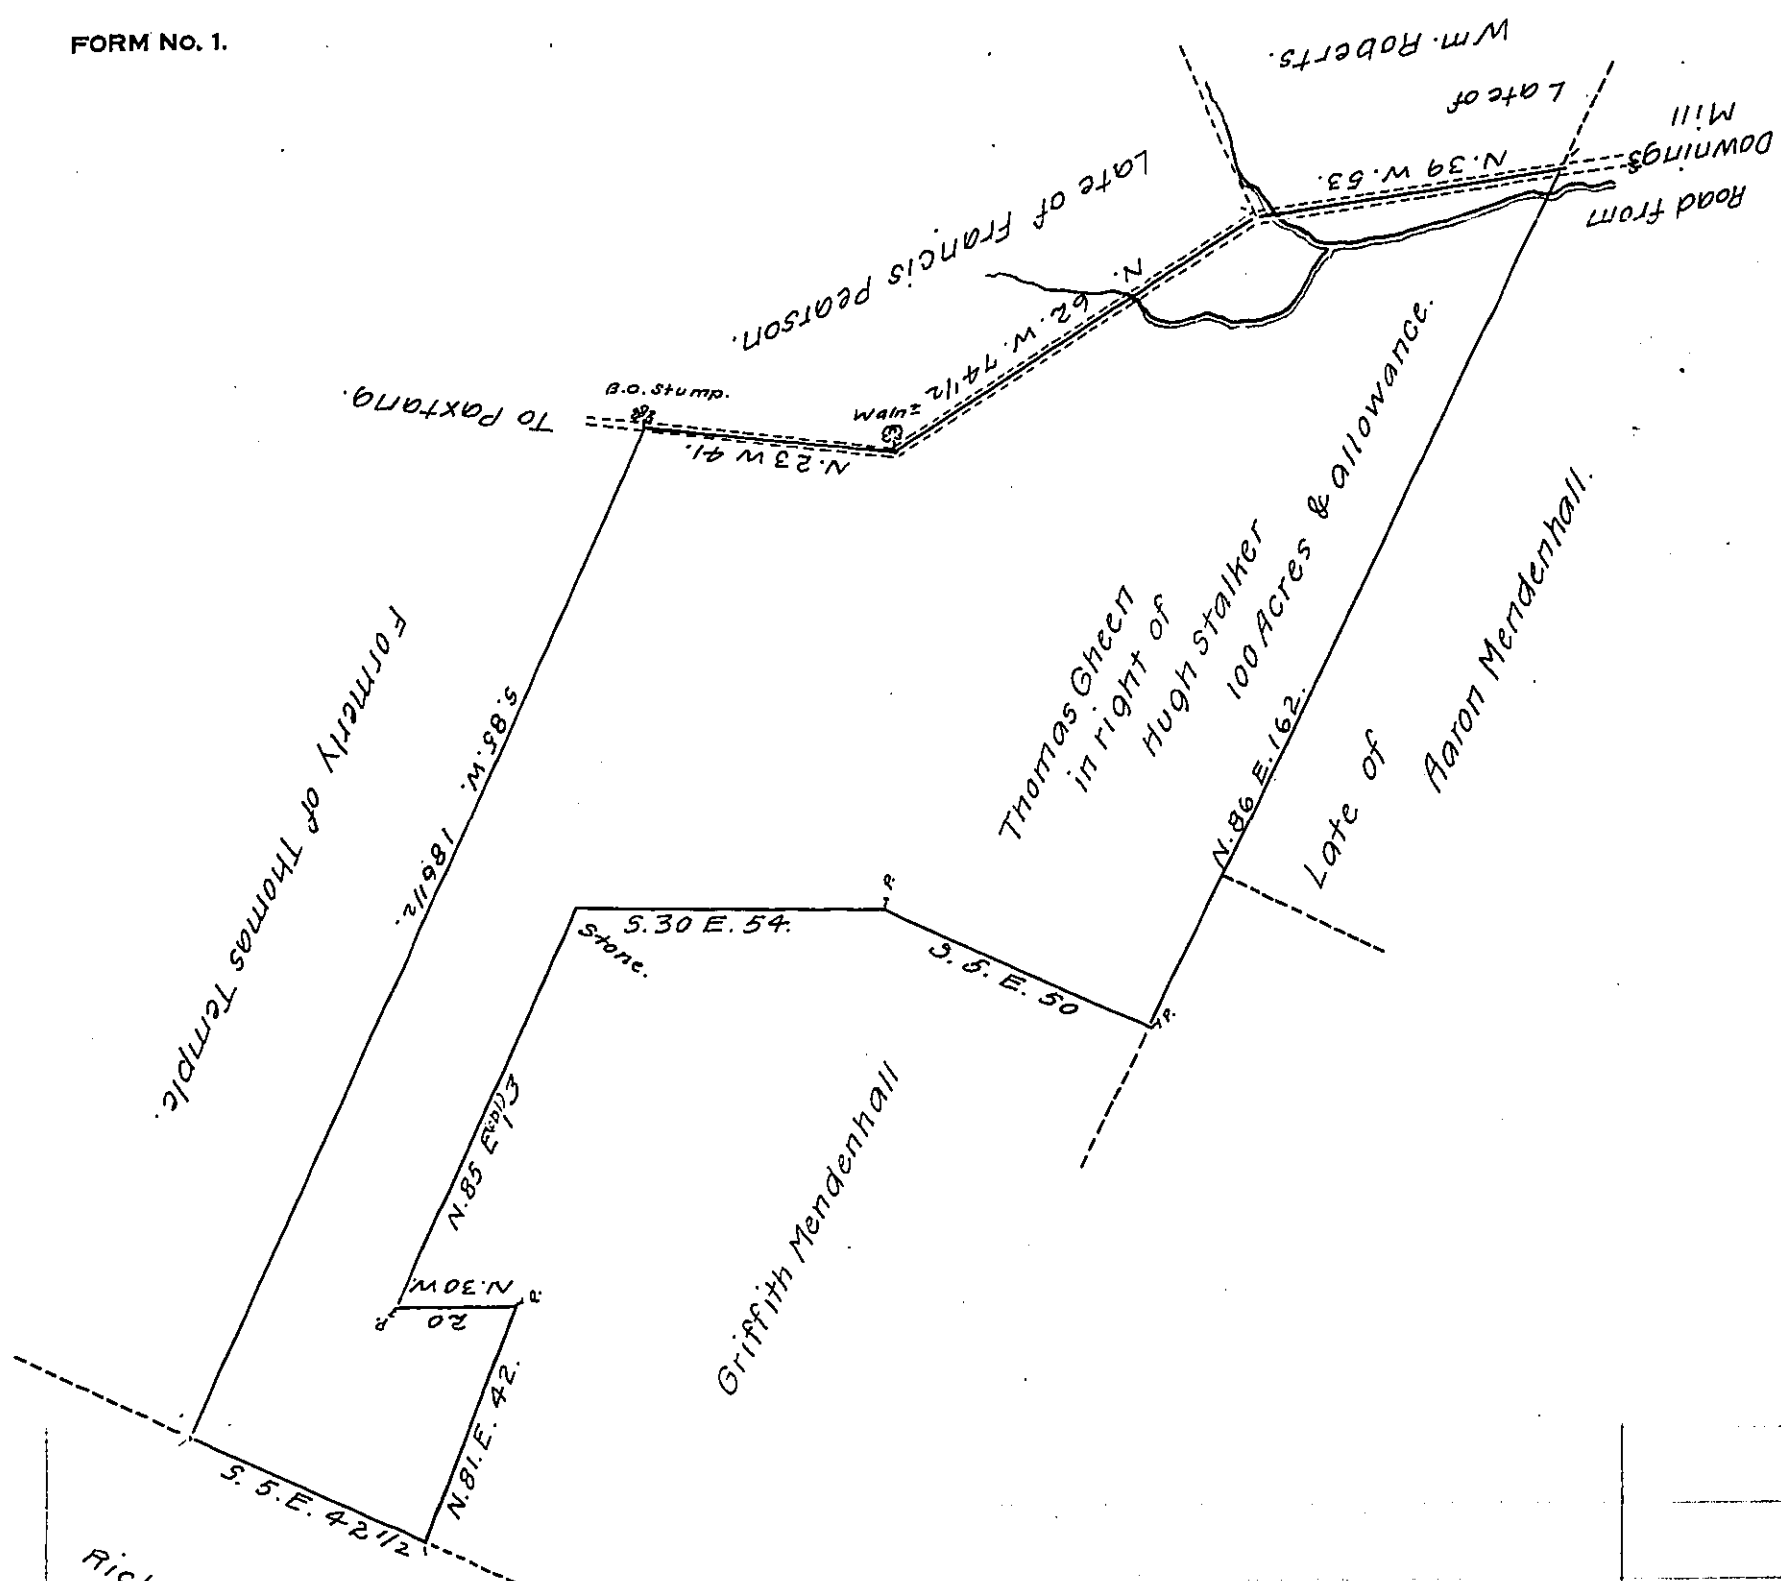 FORM No. 1.
Wm. Roberts.
Late of
Mill
Downings
Road from
N. 39 W. 53.
Late of Francis Pearson.
N.
62. W. 74 1/2
B.O. Stump.
To Paxtang.
N. 23 W 41.
Formerly of Thomas Temple.
S. 85. W. 186 1/2.
Thomas Gheen
in right of
Hugh Stalker
100 Acres & allowance.
N. 86 E. 162.
Late of
Aaron Mendenhall.
P.
S. 30 E. 54.
Stone.
S. 5. E. 50
P.
N. 85 E.
Griffith Mendenhall
N. 30 W.
20
P.
P.
N. 81. E. 42.
S. 5. E. 42 1/2